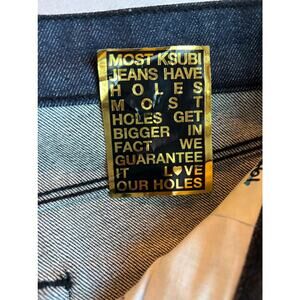 MOST KSUBI
JEANS HAVE
HOLES
MOST
HOLES GET
BIGGER IN
FACT WE
GUARANTEE
IT LOVE
OUR HOLES